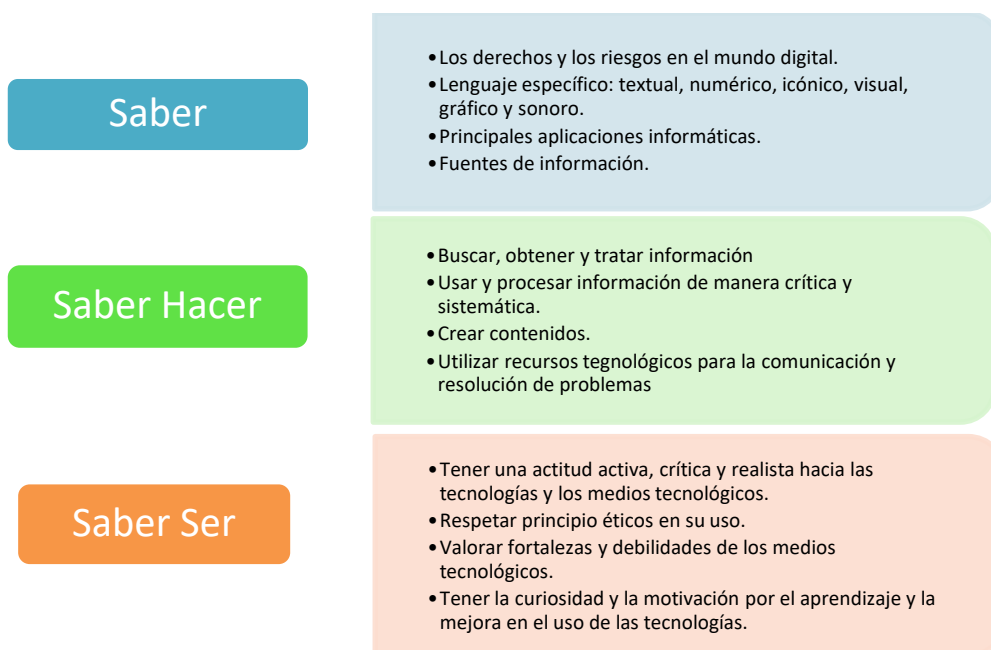 Saber
•Los derechos y los riesgos en el mundo digital.
•Lenguaje específico: textual, numérico, icónico, visual,
gráfico y sonoro.
•Principales aplicaciones informáticas.
•Fuentes de información.
Saber Hacer
•Buscar, obtener y tratar información
•Usar y procesar información de manera crítica y
sistemática.
•Crear contenidos.
•Utilizar recursos tegnológicos para la comunicación y
resolución de problemas
Saber Ser
•Tener una actitud activa, crítica y realista hacia las
tecnologías y los medios tecnológicos.
•Respetar principio éticos en su uso.
•Valorar fortalezas y debilidades de los medios
tecnológicos.
•Tener la curiosidad y la motivación por el aprendizaje y la
mejora en el uso de las tecnologías.